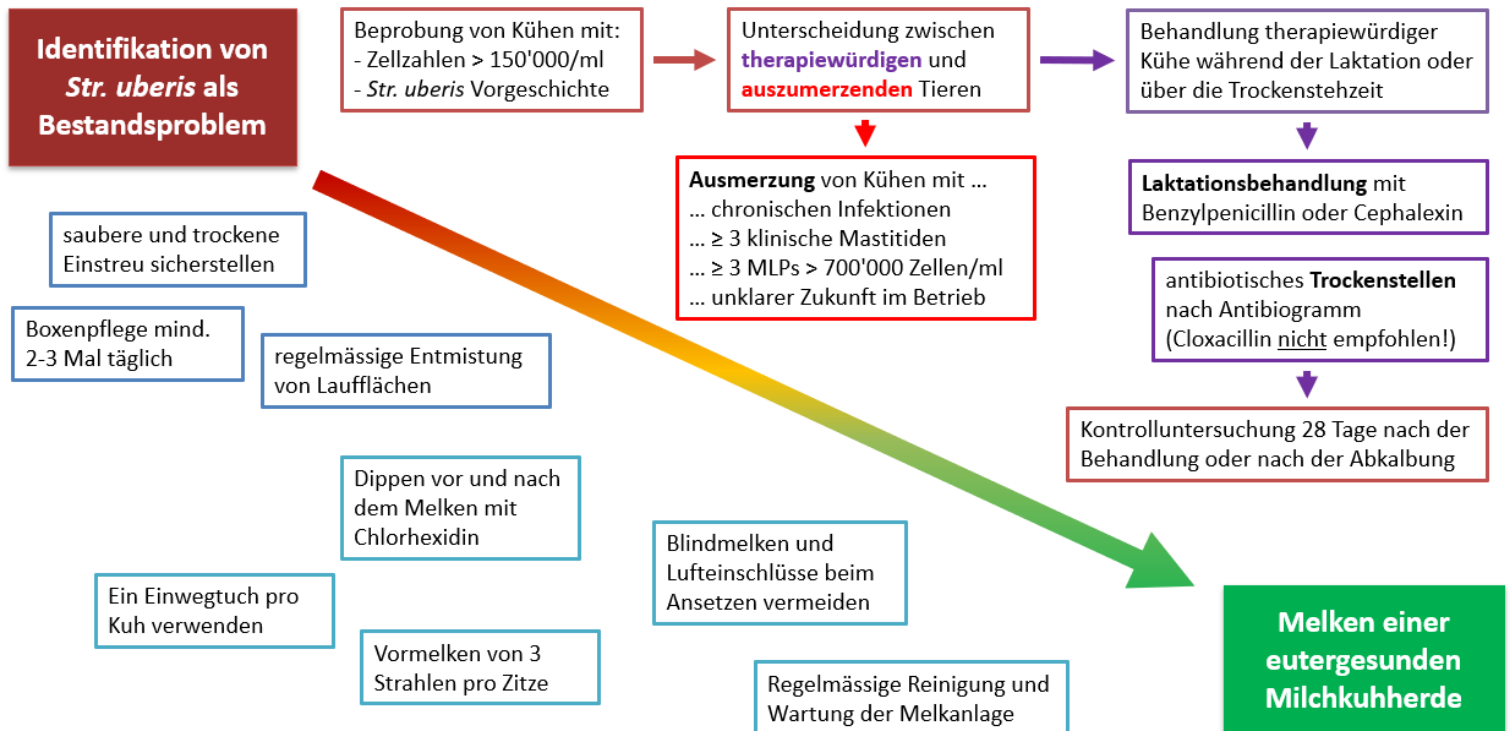 Identifikation von
Str. uberis als
Bestandsproblem
Beprobung von Kühen mit:
- Zellzahlen > 150'000/ml
- Str. uberis Vorgeschichte
Unterscheidung zwischen
therapiewürdigen und
auszumerzenden Tieren
Behandlung therapiewürdiger
Kühe während der Laktation oder
über die Trockenstehzeit
Ausmerzung von Kühen mit ...
... chronischen Infektionen
... ≥ 3 klinische Mastitiden
... ≥ 3 MLPs > 700'000 Zellen/ml
... unklarer Zukunft im Betrieb
Laktationsbehandlung mit
Benzylpenicillin oder Cephalexin
antibiotisches Trockenstellen
nach Antibiogramm
(Cloxacillin nicht empfohlen!)
Kontrolluntersuchung 28 Tage nach der
Behandlung oder nach der Abkalbung
saubere und trockene
Einstreu sicherstellen
Boxenpflege mind.
2-3 Mal täglich
regelmässige Entmistung
von Laufflächen
Dippen vor und nach
dem Melken mit
Chlorhexidin
Ein Einwegtuch pro
Kuh verwenden
Vormelken von 3
Strahlen pro Zitze
Blindmelken und
Lufteinschlüsse beim
Ansetzen vermeiden
Regelmässige Reinigung und
Wartung der Melkanlage
Melken einer
eutergesunden
Milchkuhherde